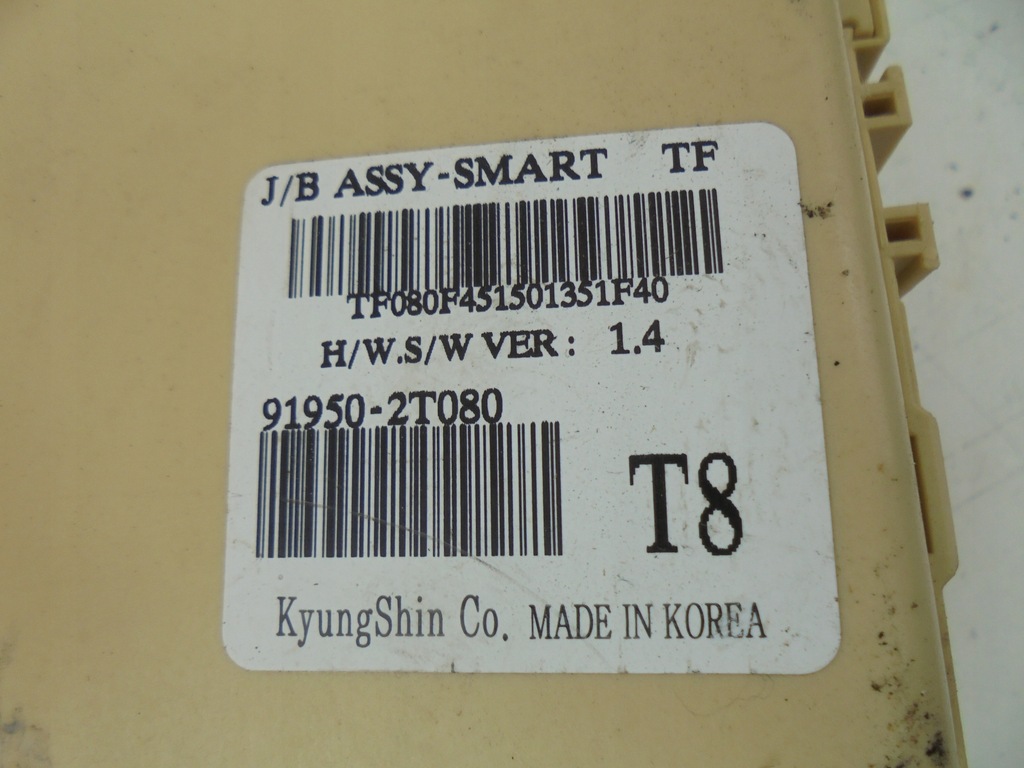 J/B ASSY-SMART TF
TF080F451501351F40
H/W.S/W VER : 1.4
91950-2T080
T8
KyungShin Co. MADE IN KOREA